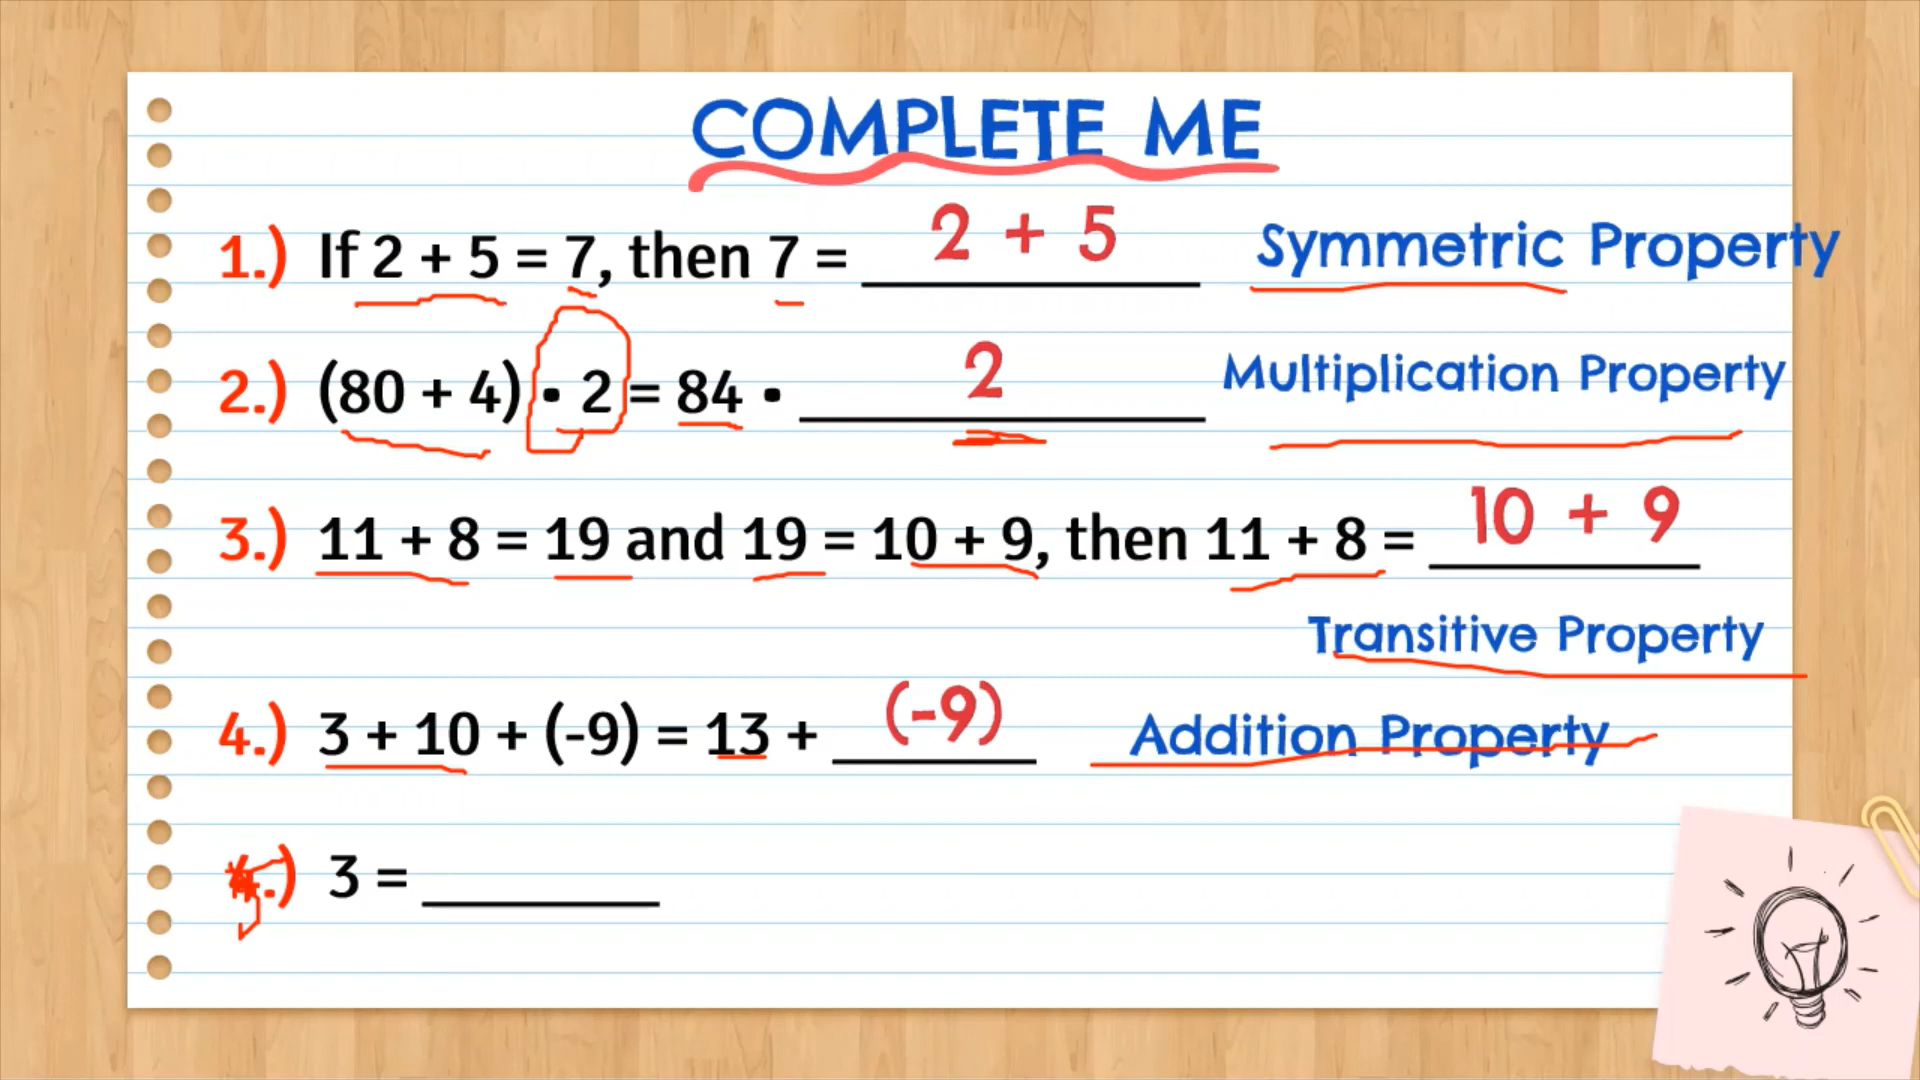 COMPLETE ME
1.) If 2 + 5 = 7, then 7 = 2 + 5 Symmetric Property
2.) (80 + 4) ▪ 2 = 84 ▪ 2 Multiplication Property
3.) 11 + 8 = 19 and 19 = 10 + 9, then 11 + 8 = 10 + 9
Transitive Property
4.) 3 + 10 + (-9) = 13 + (-9) Addition Property
5.) 3 = ________